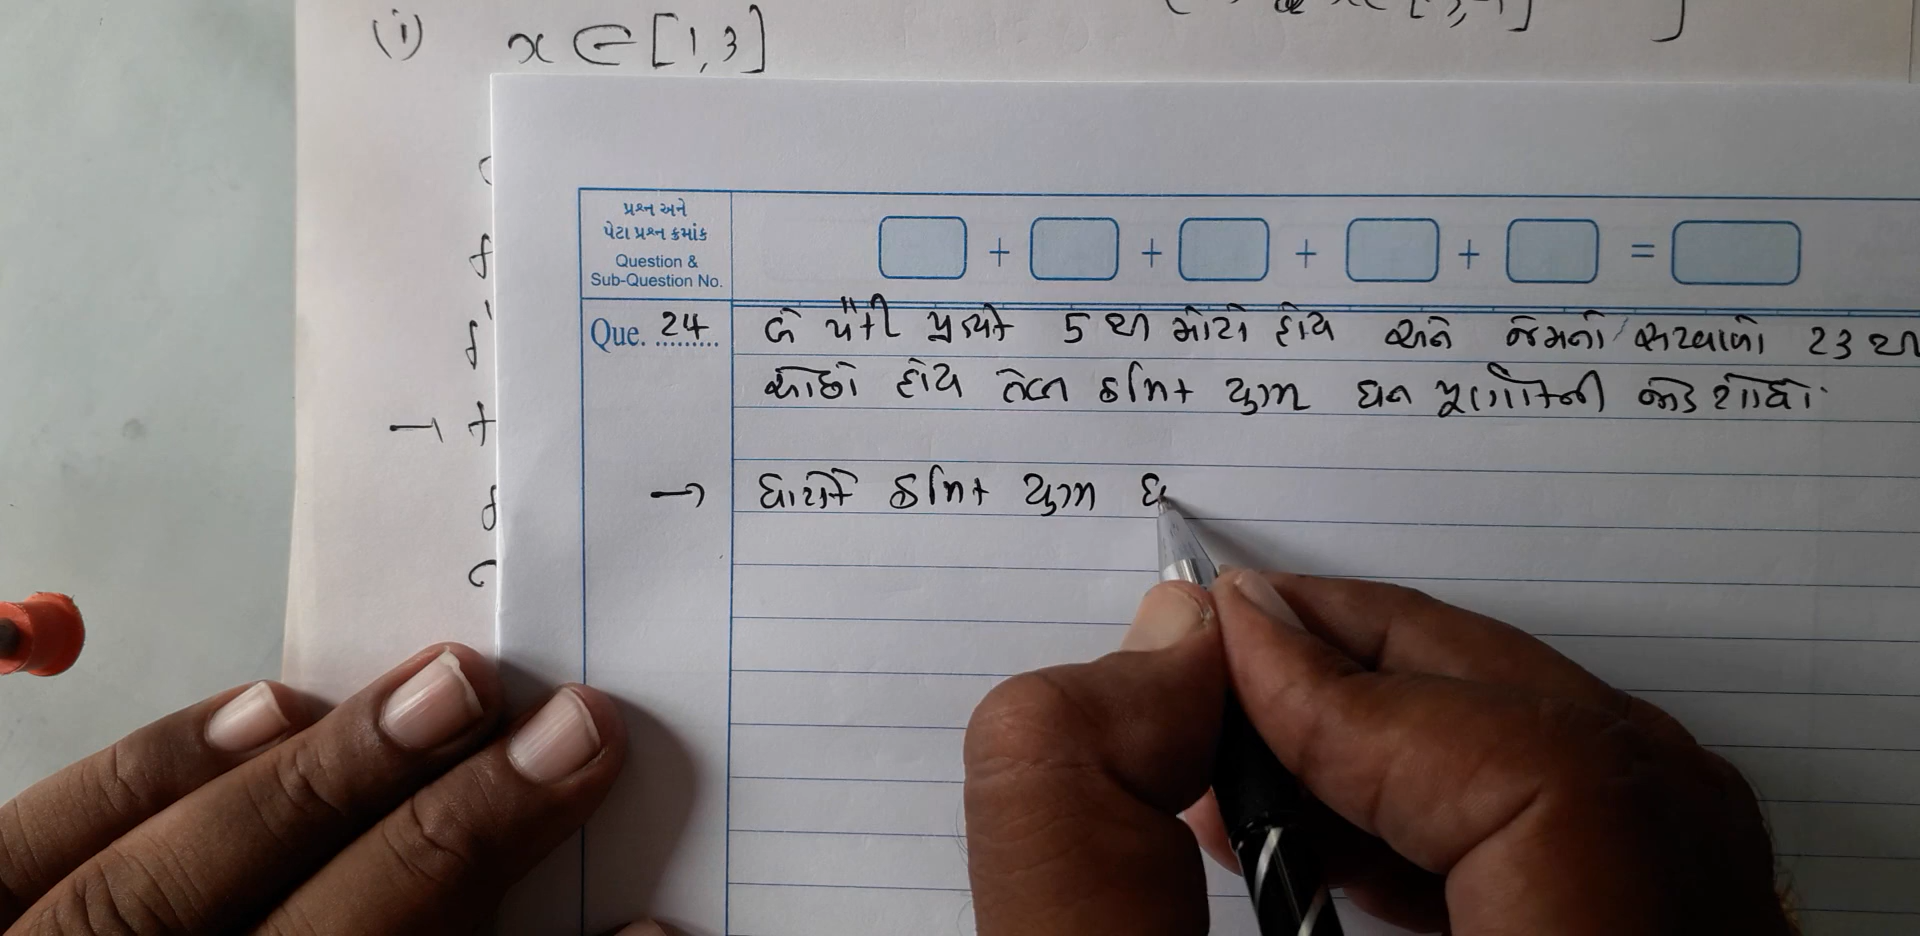 (i) x ∈ [1,3]
પ્રશ્ન અને
પેટા પ્રશ્ન ક્રમાંક
Question &
Sub-Question No.
+ + + + =
Que. 24 જે પૈકી પ્રત્યેક 5 થી મોટો હોય અને જેમનો સરવાળો 23 થી
ઓછો હોય તેવા ક્રમિક યુગ્મ ધન પૂર્ણાંકોની જોડ શોધો.
→ ધારોકે ક્રમિક યુગ્મ ધ